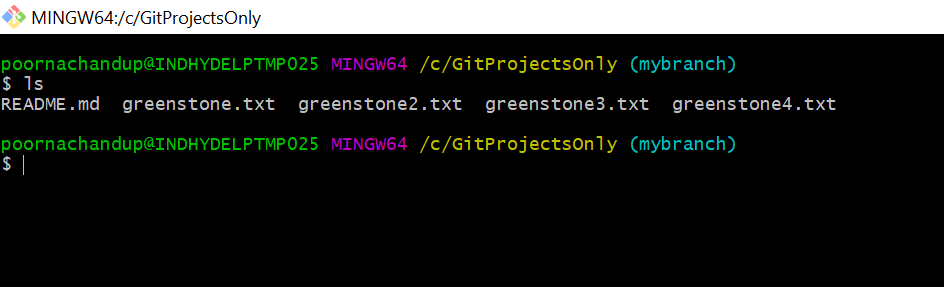 MINGW64:/c/GitProjectsOnly
poornachandup@INDHYDELPTMP025 MINGW64 /c/GitProjectsOnly (mybranch)
$ ls
README.md  greenstone.txt  greenstone2.txt  greenstone3.txt  greenstone4.txt
poornachandup@INDHYDELPTMP025 MINGW64 /c/GitProjectsOnly (mybranch)
$